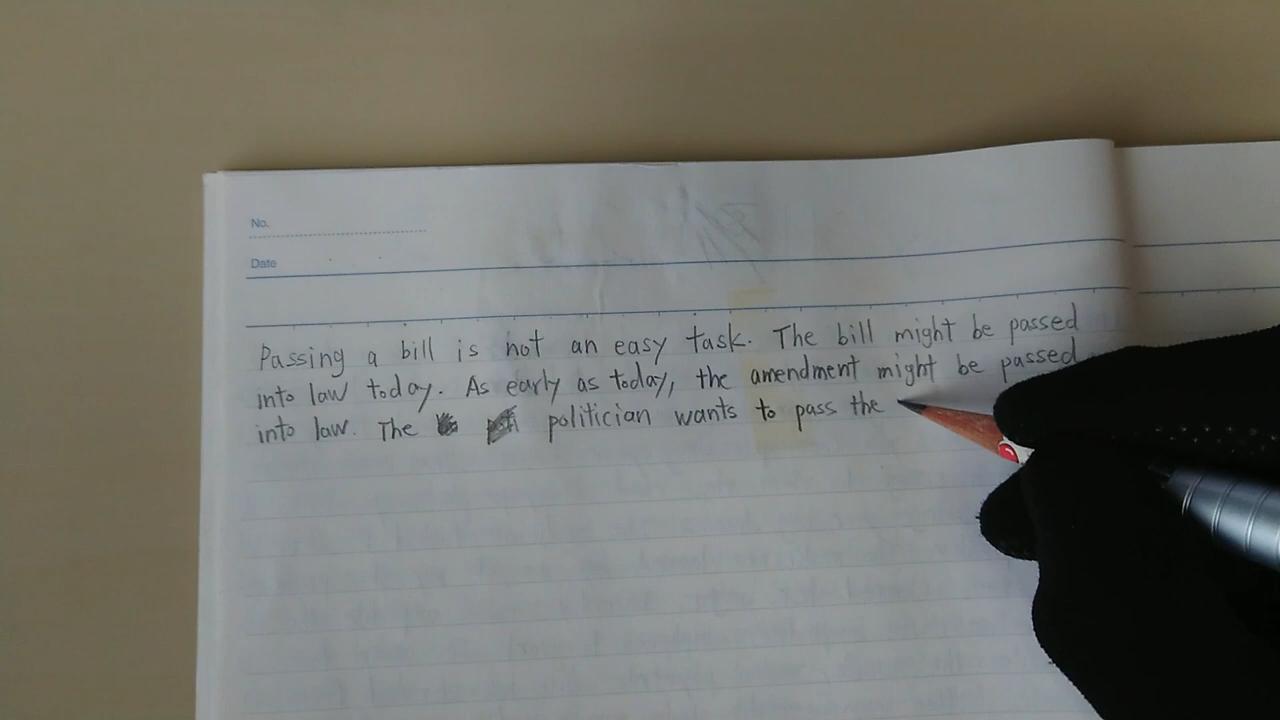 No.
Date
Passing a bill is not an easy task. The bill might be passed
into law today. As early as today, the amendment might be passed
into law. The politician wants to pass the